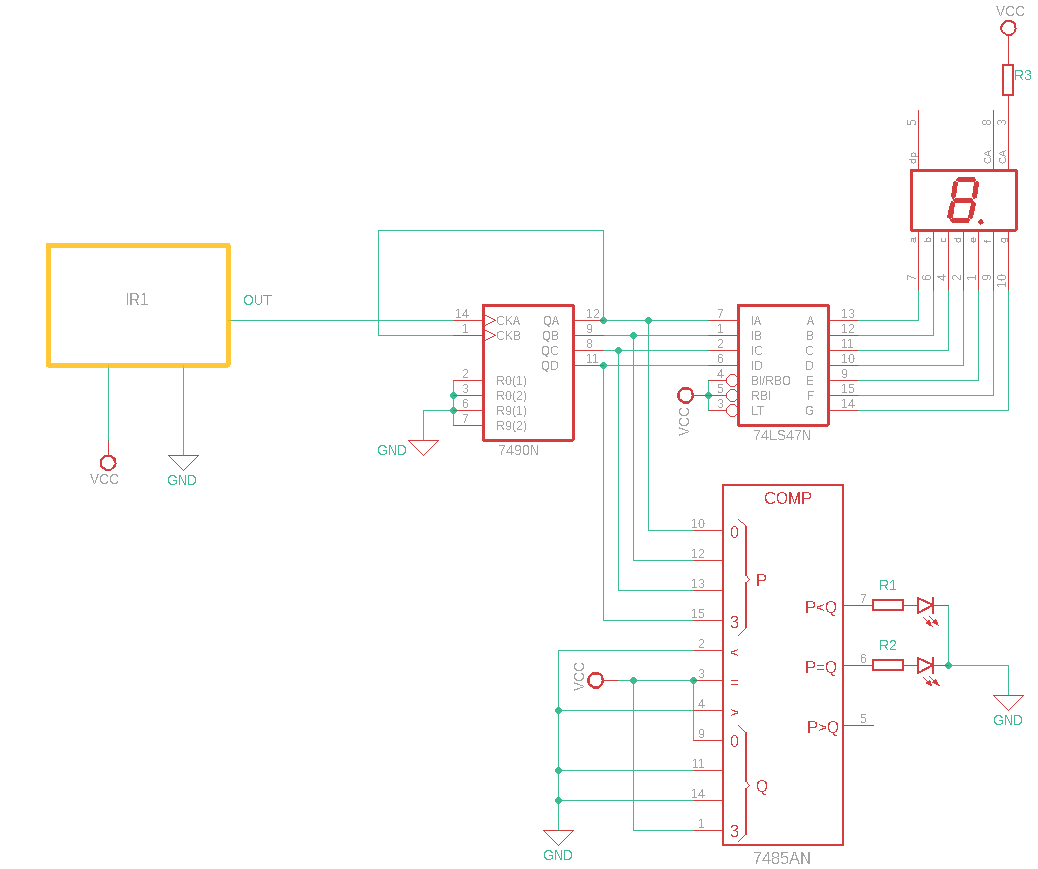 VCC
R3
5
8
3
dp
CA
CA
8.
a b c d e f g
7 6 4 2 1 9 10
IR1
OUT
VCC
GND
14 CKA QA 12
1 CKB QB 9
QC 8
QD 11
2 R0(1)
3 R0(2)
6 R9(1)
7 R9(2)
GND
7490N
7 IA A 13
1 IB B 12
2 IC C 11
6 ID D 10
4 BI/RBO E 9
5 RBI F 15
3 LT G 14
VCC
74LS47N
COMP
10 0
12
13 P
15 3
2 <
3 =
4 >
9 0
11
14 Q
1 3
VCC
GND
P<Q 7 R1
P=Q 6 R2
P>Q 5
GND
7485AN